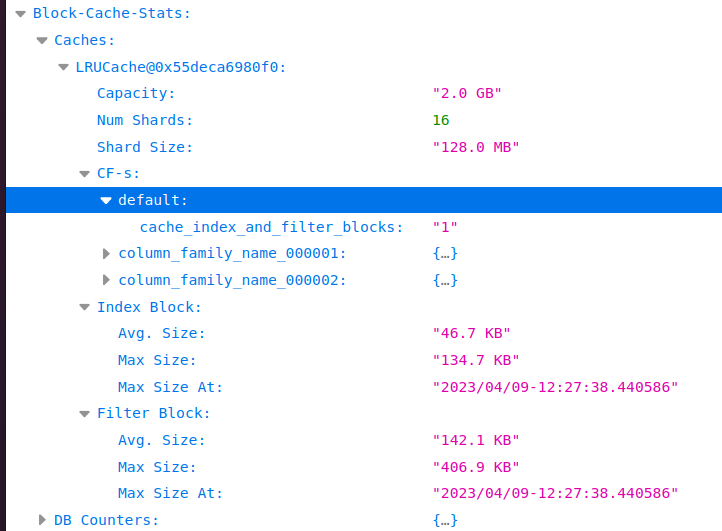 Block-Cache-Stats:
Caches:
LRUCache@0x55deca6980f0:
Capacity: "2.0 GB"
Num Shards: 16
Shard Size: "128.0 MB"
CF-s:
default:
cache_index_and_filter_blocks: "1"
column_family_name_000001: {…}
column_family_name_000002: {…}
Index Block:
Avg. Size: "46.7 KB"
Max Size: "134.7 KB"
Max Size At: "2023/04/09-12:27:38.440586"
Filter Block:
Avg. Size: "142.1 KB"
Max Size: "406.9 KB"
Max Size At: "2023/04/09-12:27:38.440586"
DB Counters: {…}